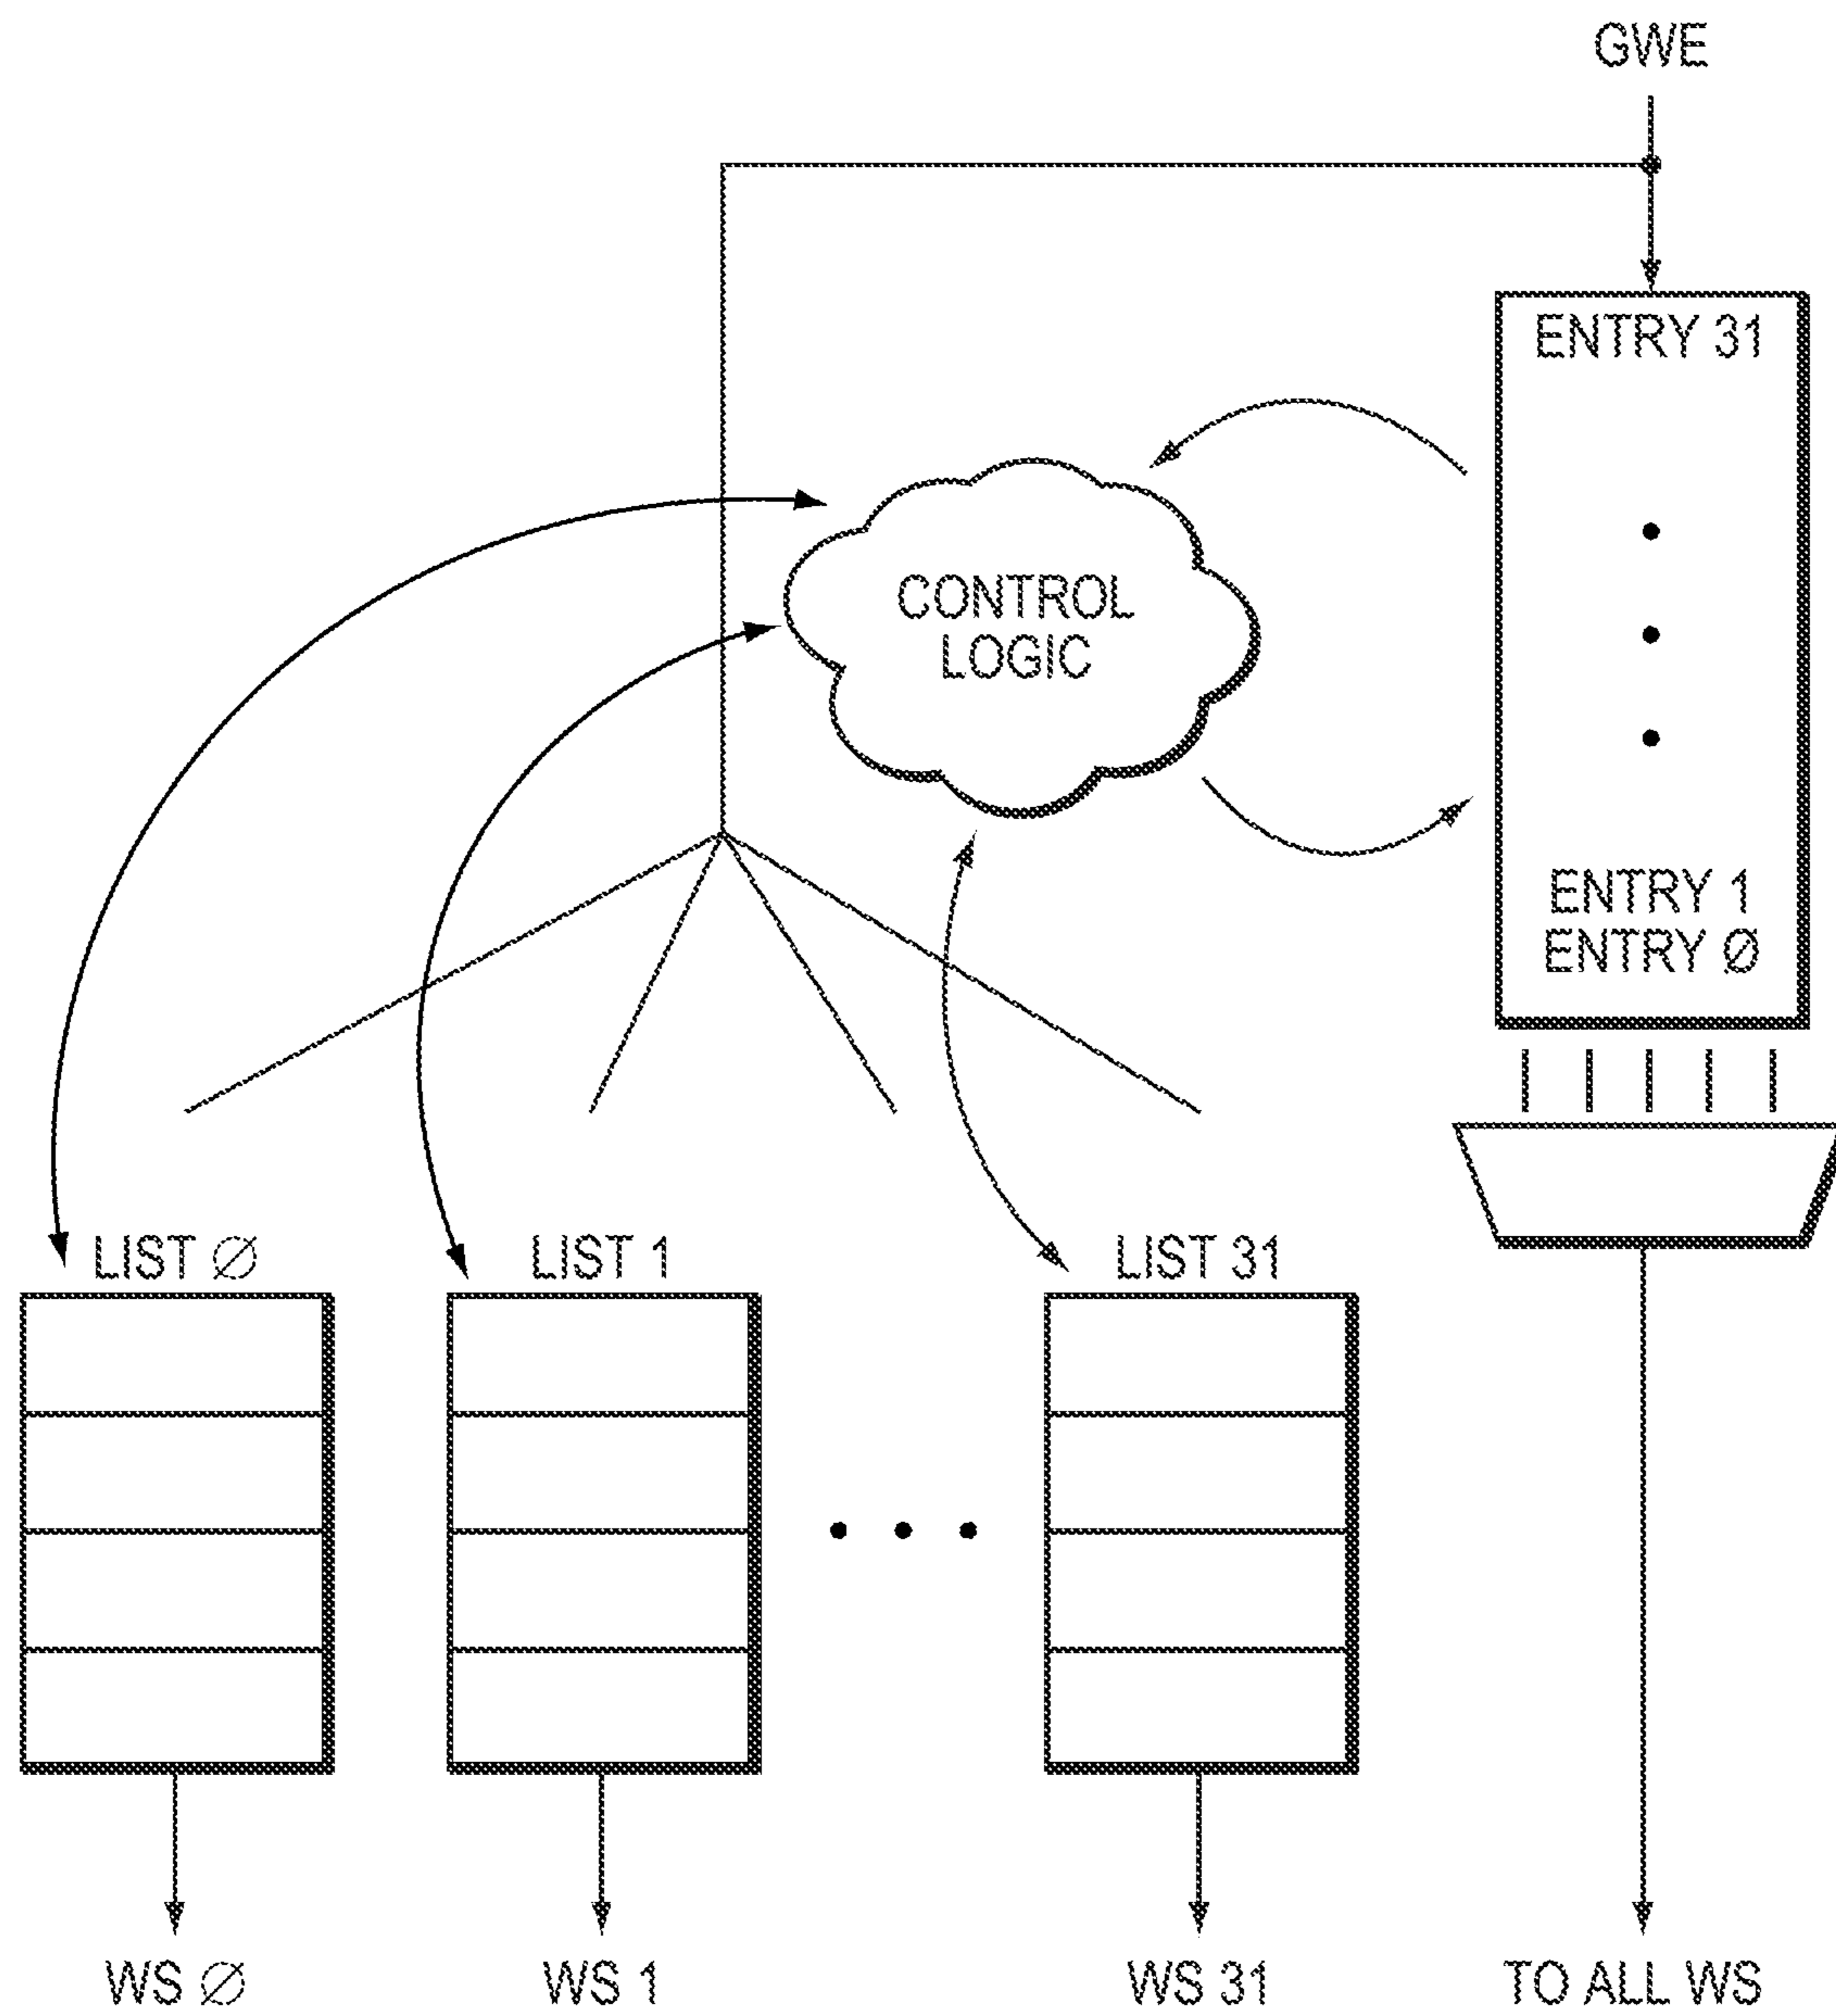 GWE
ENTRY 31
CONTROL
LOGIC
ENTRY 1
ENTRY Ø
LIST Ø
LIST 1
LIST 31
WS Ø
WS 1
WS 31
TO ALL WS